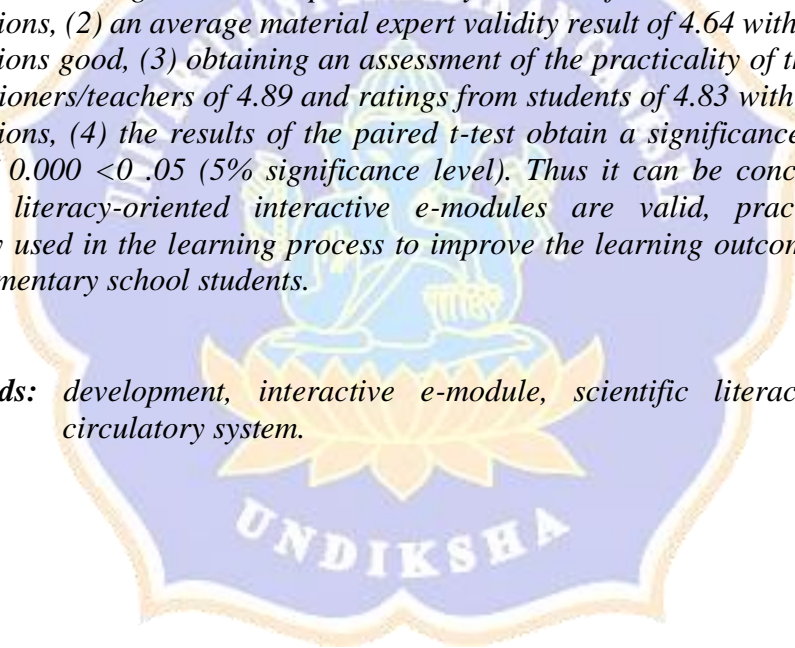 ions, (2) an average material expert validity result of 4.64 with
ions good, (3) obtaining an assessment of the practicality of th
ioners/teachers of 4.89 and ratings from students of 4.83 with
ions, (4) the results of the paired t-test obtain a significance
0.000 <0 .05 (5% significance level). Thus it can be conc
literacy-oriented interactive e-modules are valid, prac
y used in the learning process to improve the learning outcom
mentary school students.
ds: development, interactive e-module, scientific literac
circulatory system.
UNDIKSHA